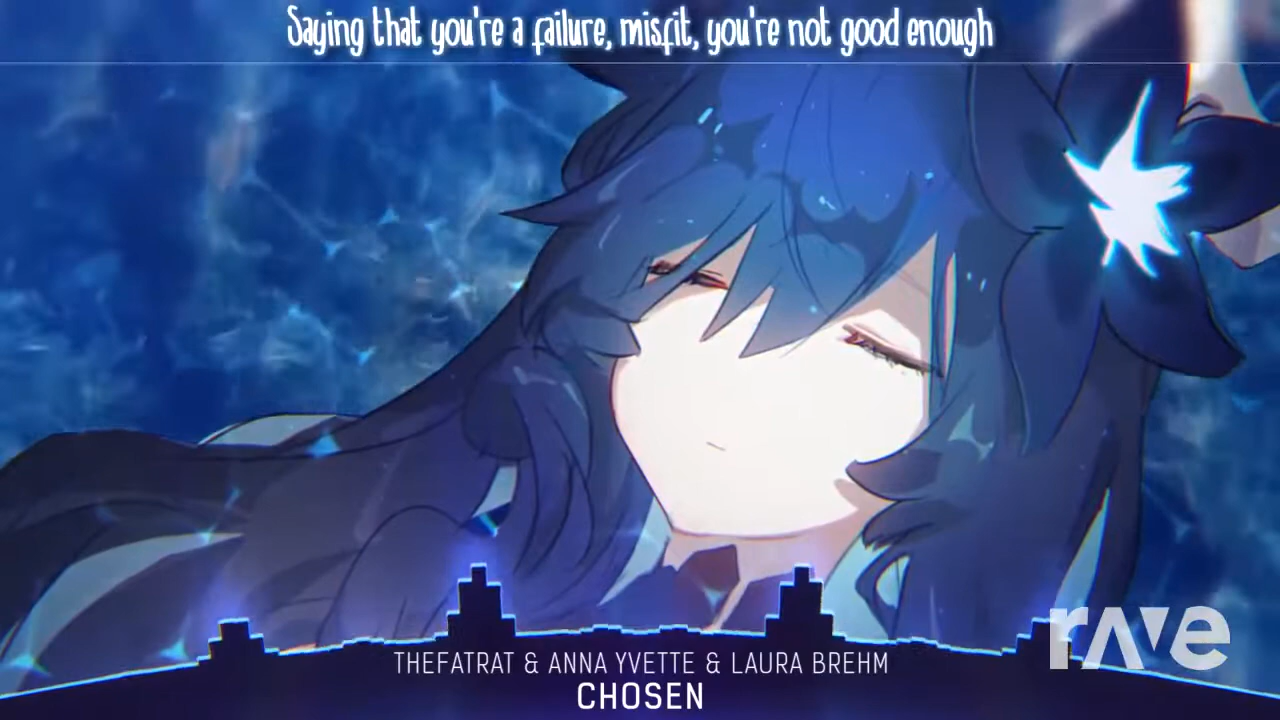 Saying that you're a failure, misfit, you're not good enough
THEFATRAT & ANNA YVETTE & LAURA BREHM
CHOSEN
rave